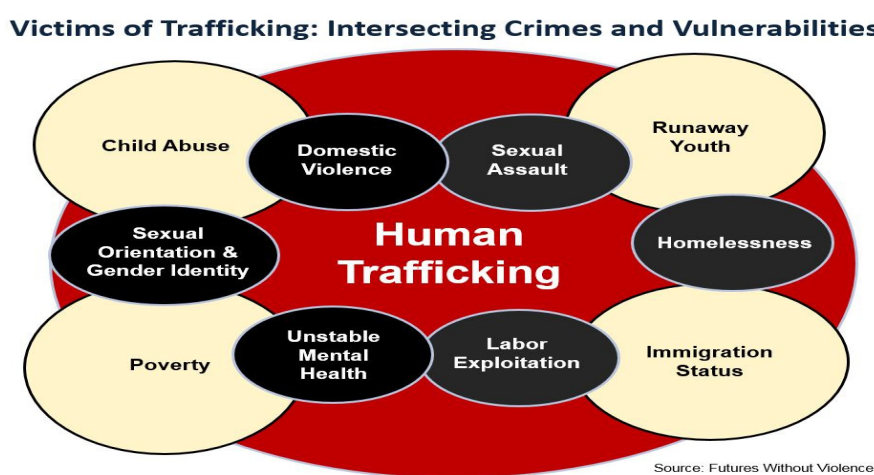 Victims of Trafficking: Intersecting Crimes and Vulnerabilities
Child Abuse
Domestic
Violence
Sexual
Assault
Runaway
Youth
Sexual
Orientation &
Gender Identity
Human
Trafficking
Homelessness
Poverty
Unstable
Mental
Health
Labor
Exploitation
Immigration
Status
Source: Futures Without Violence